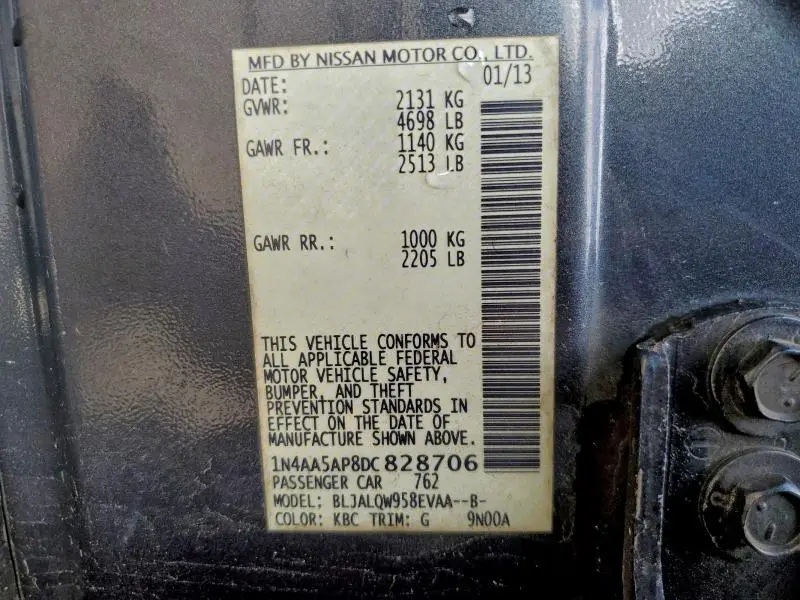 MFD BY NISSAN MOTOR CO., LTD.
DATE: 01/13
GVWR: 2131 KG
4698 LB
GAWR FR.: 1140 KG
2513 LB
GAWR RR.: 1000 KG
2205 LB
THIS VEHICLE CONFORMS TO
ALL APPLICABLE FEDERAL
MOTOR VEHICLE SAFETY,
BUMPER, AND THEFT
PREVENTION STANDARDS IN
EFFECT ON THE DATE OF
MANUFACTURE SHOWN ABOVE.
1N4AA5AP8DC828706
PASSENGER CAR 762
MODEL: BLJALQW958EVAA--B-
COLOR: KBC TRIM: G 9N00A